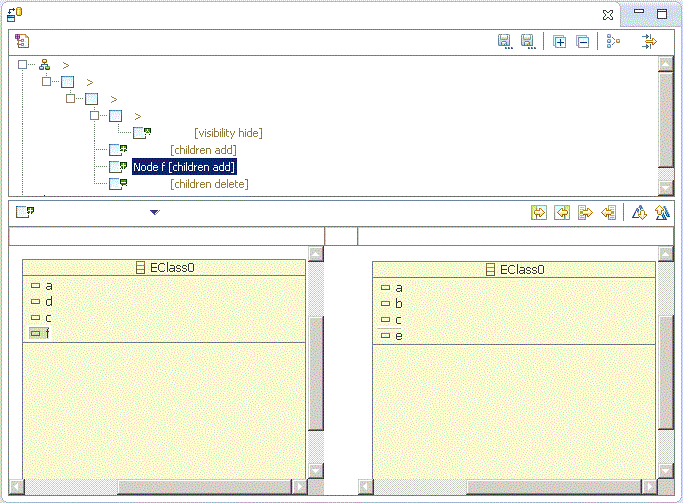 >
>
>
>
[visibility hide]
[children add]
Node f [children add]
[children delete]
EClass0
a
d
c
f
EClass0
a
b
c
e